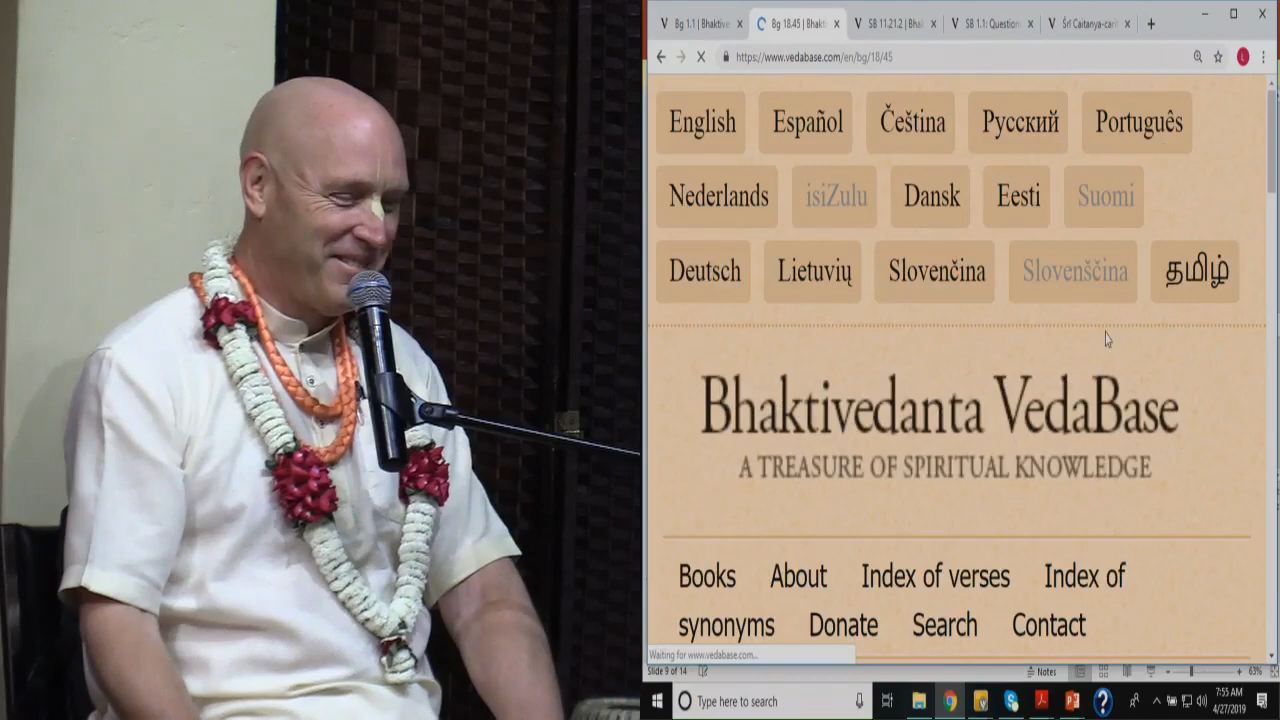 Bg 1.1 | Bhaktive
Bg 18.45 | Bhakt
SB 11.21.2 | Bha
SB 1.1: Question
Śrī Caitanya-car
https://www.vedabase.com/en/bg/18/45
L
English Español Čeština Русский Português
Nederlands isiZulu Dansk Eesti Suomi
Deutsch Lietuvių Slovenčina Slovenščina தமிழ்
Bhaktivedanta VedaBase
A TREASURE OF SPIRITUAL KNOWLEDGE
Books About Index of verses Index of
synonyms Donate Search Contact
Waiting for www.vedabase.com...
Slide 9 of 14 Notes 63%
Type here to search
7:55 AM
4/27/2019